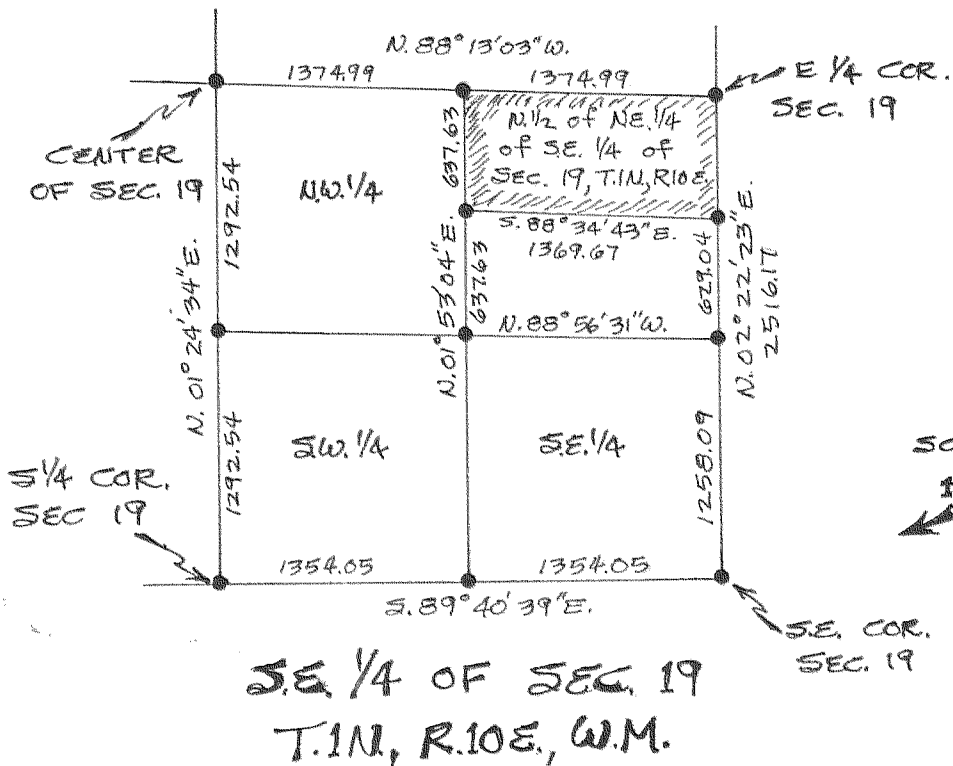 N. 88° 13' 03" W.
1374.99
1374.99
E 1/4 COR.
SEC. 19
CENTER
OF SEC. 19
N.W. 1/4
637.63
N. 1/2 of NE. 1/4
of S.E. 1/4 of
SEC. 19, T.1N, R10E.
1292.54
S. 88° 34' 43" E.
1369.67
N. 01° 24' 34" E.
N. 01° 53' 04" E.
637.63
629.04
N. 02° 22' 23" E.
2516.17
N. 88° 56' 31" W.
S.W. 1/4
S.E. 1/4
1292.54
1258.09
S 1/4 COR.
SEC 19
1354.05
1354.05
S. 89° 40' 39" E.
S.E. COR.
SEC. 19
S.E. 1/4 OF SEC. 19
T.1N., R.10E., W.M.